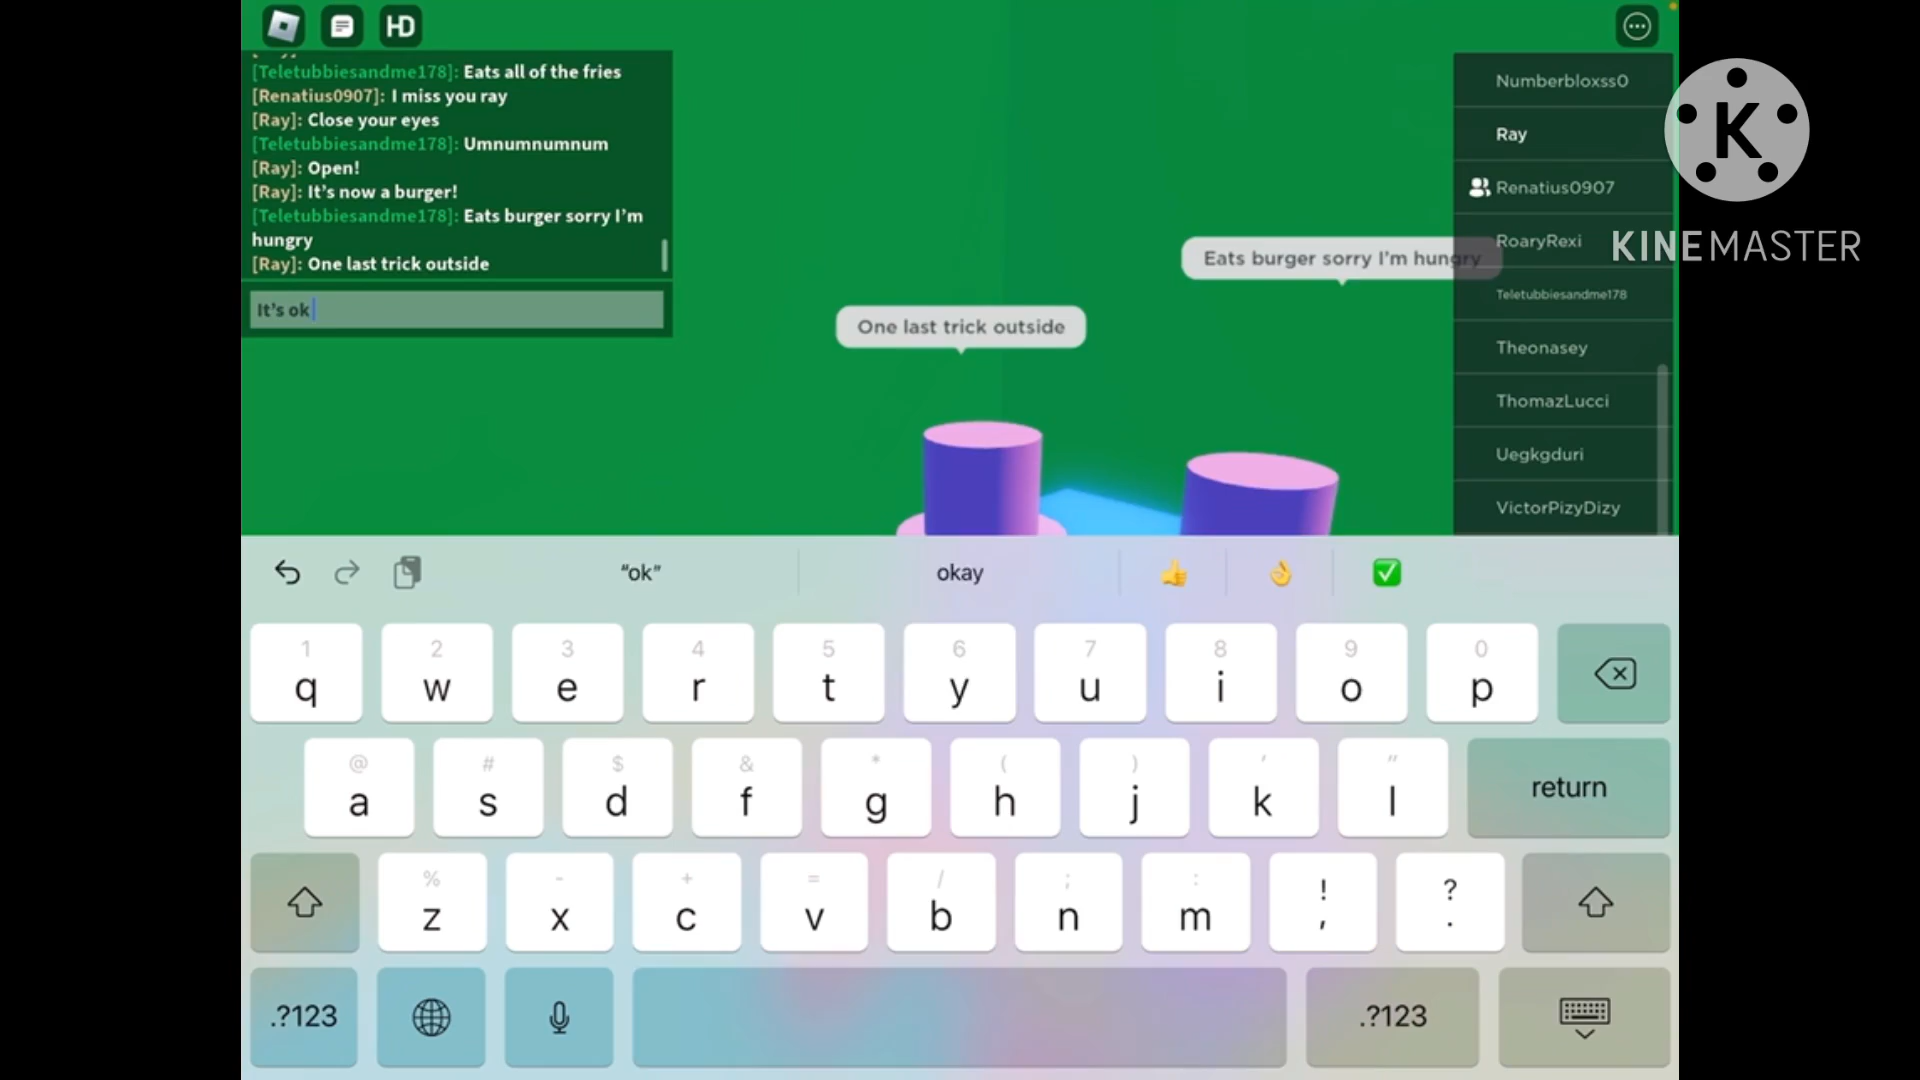 HD
[Teletubbiesandme178]: Eats all of the fries
[Renatius0907]: I miss you ray
[Ray]: Close your eyes
[Teletubbiesandme178]: Umnumnumnum
[Ray]: Open!
[Ray]: It's now a burger!
[Teletubbiesandme178]: Eats burger sorry I'm
hungry
[Ray]: One last trick outside
It's ok
One last trick outside
Eats burger sorry I'm hungry
Numberbloxss0
Ray
Renatius0907
RoaryRexi
Teletubbiesandme178
Theonasey
ThomazLucci
Uegkgduri
VictorPizyDizy
K
KINEMASTER
“ok” okay 👍 👌 ✅
1 2 3 4 5 6 7 8 9 0
q w e r t y u i o p
@ # $ & * ( ) ' "
a s d f g h j k l return
% - + = / ; : ! ?
z x c v b n m , .
.?123 .?123